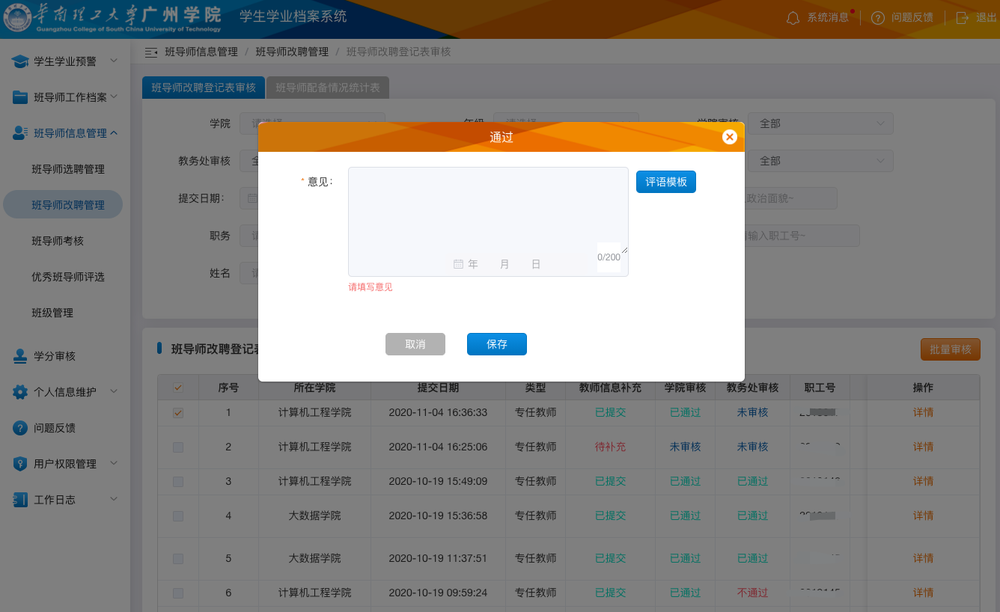 华南理工大学广州学院
Guangzhou College of South China University of Technology
学生学业档案系统
系统消息
问题反馈
退出
学生学业预警
班导师工作档案
班导师信息管理
班导师选聘管理
班导师改聘管理
班导师考核
优秀班导师评选
班级管理
学分审核
个人信息维护
问题反馈
用户权限管理
工作日志
班导师信息管理 / 班导师改聘管理 / 班导师改聘登记表审核
班导师改聘登记表审核 班导师配备情况统计表
学院 年级 学院审核 全部
教务处审核 全部
提交日期: 政治面貌~
职务 输入职工号~
姓名
通过
* 意见:
评语模板
0/200
年 月 日
请填写意见
取消 保存
班导师改聘登记表
批量审核
序号 所在学院 提交日期 类型 教师信息补充 学院审核 教务处审核 职工号 操作
1 计算机工程学院 2020-11-04 16:36:33 专任教师 已提交 已通过 未审核 详情
2 计算机工程学院 2020-11-04 16:25:06 专任教师 待补充 未审核 未审核 详情
3 计算机工程学院 2020-10-19 15:49:09 专任教师 已提交 已通过 已通过 详情
4 大数据学院 2020-10-19 15:36:58 专任教师 已提交 已通过 已通过 详情
5 大数据学院 2020-10-19 11:37:51 专任教师 已提交 已通过 已通过 详情
6 计算机工程学院 2020-10-19 09:59:24 专任教师 已提交 已通过 不通过 详情